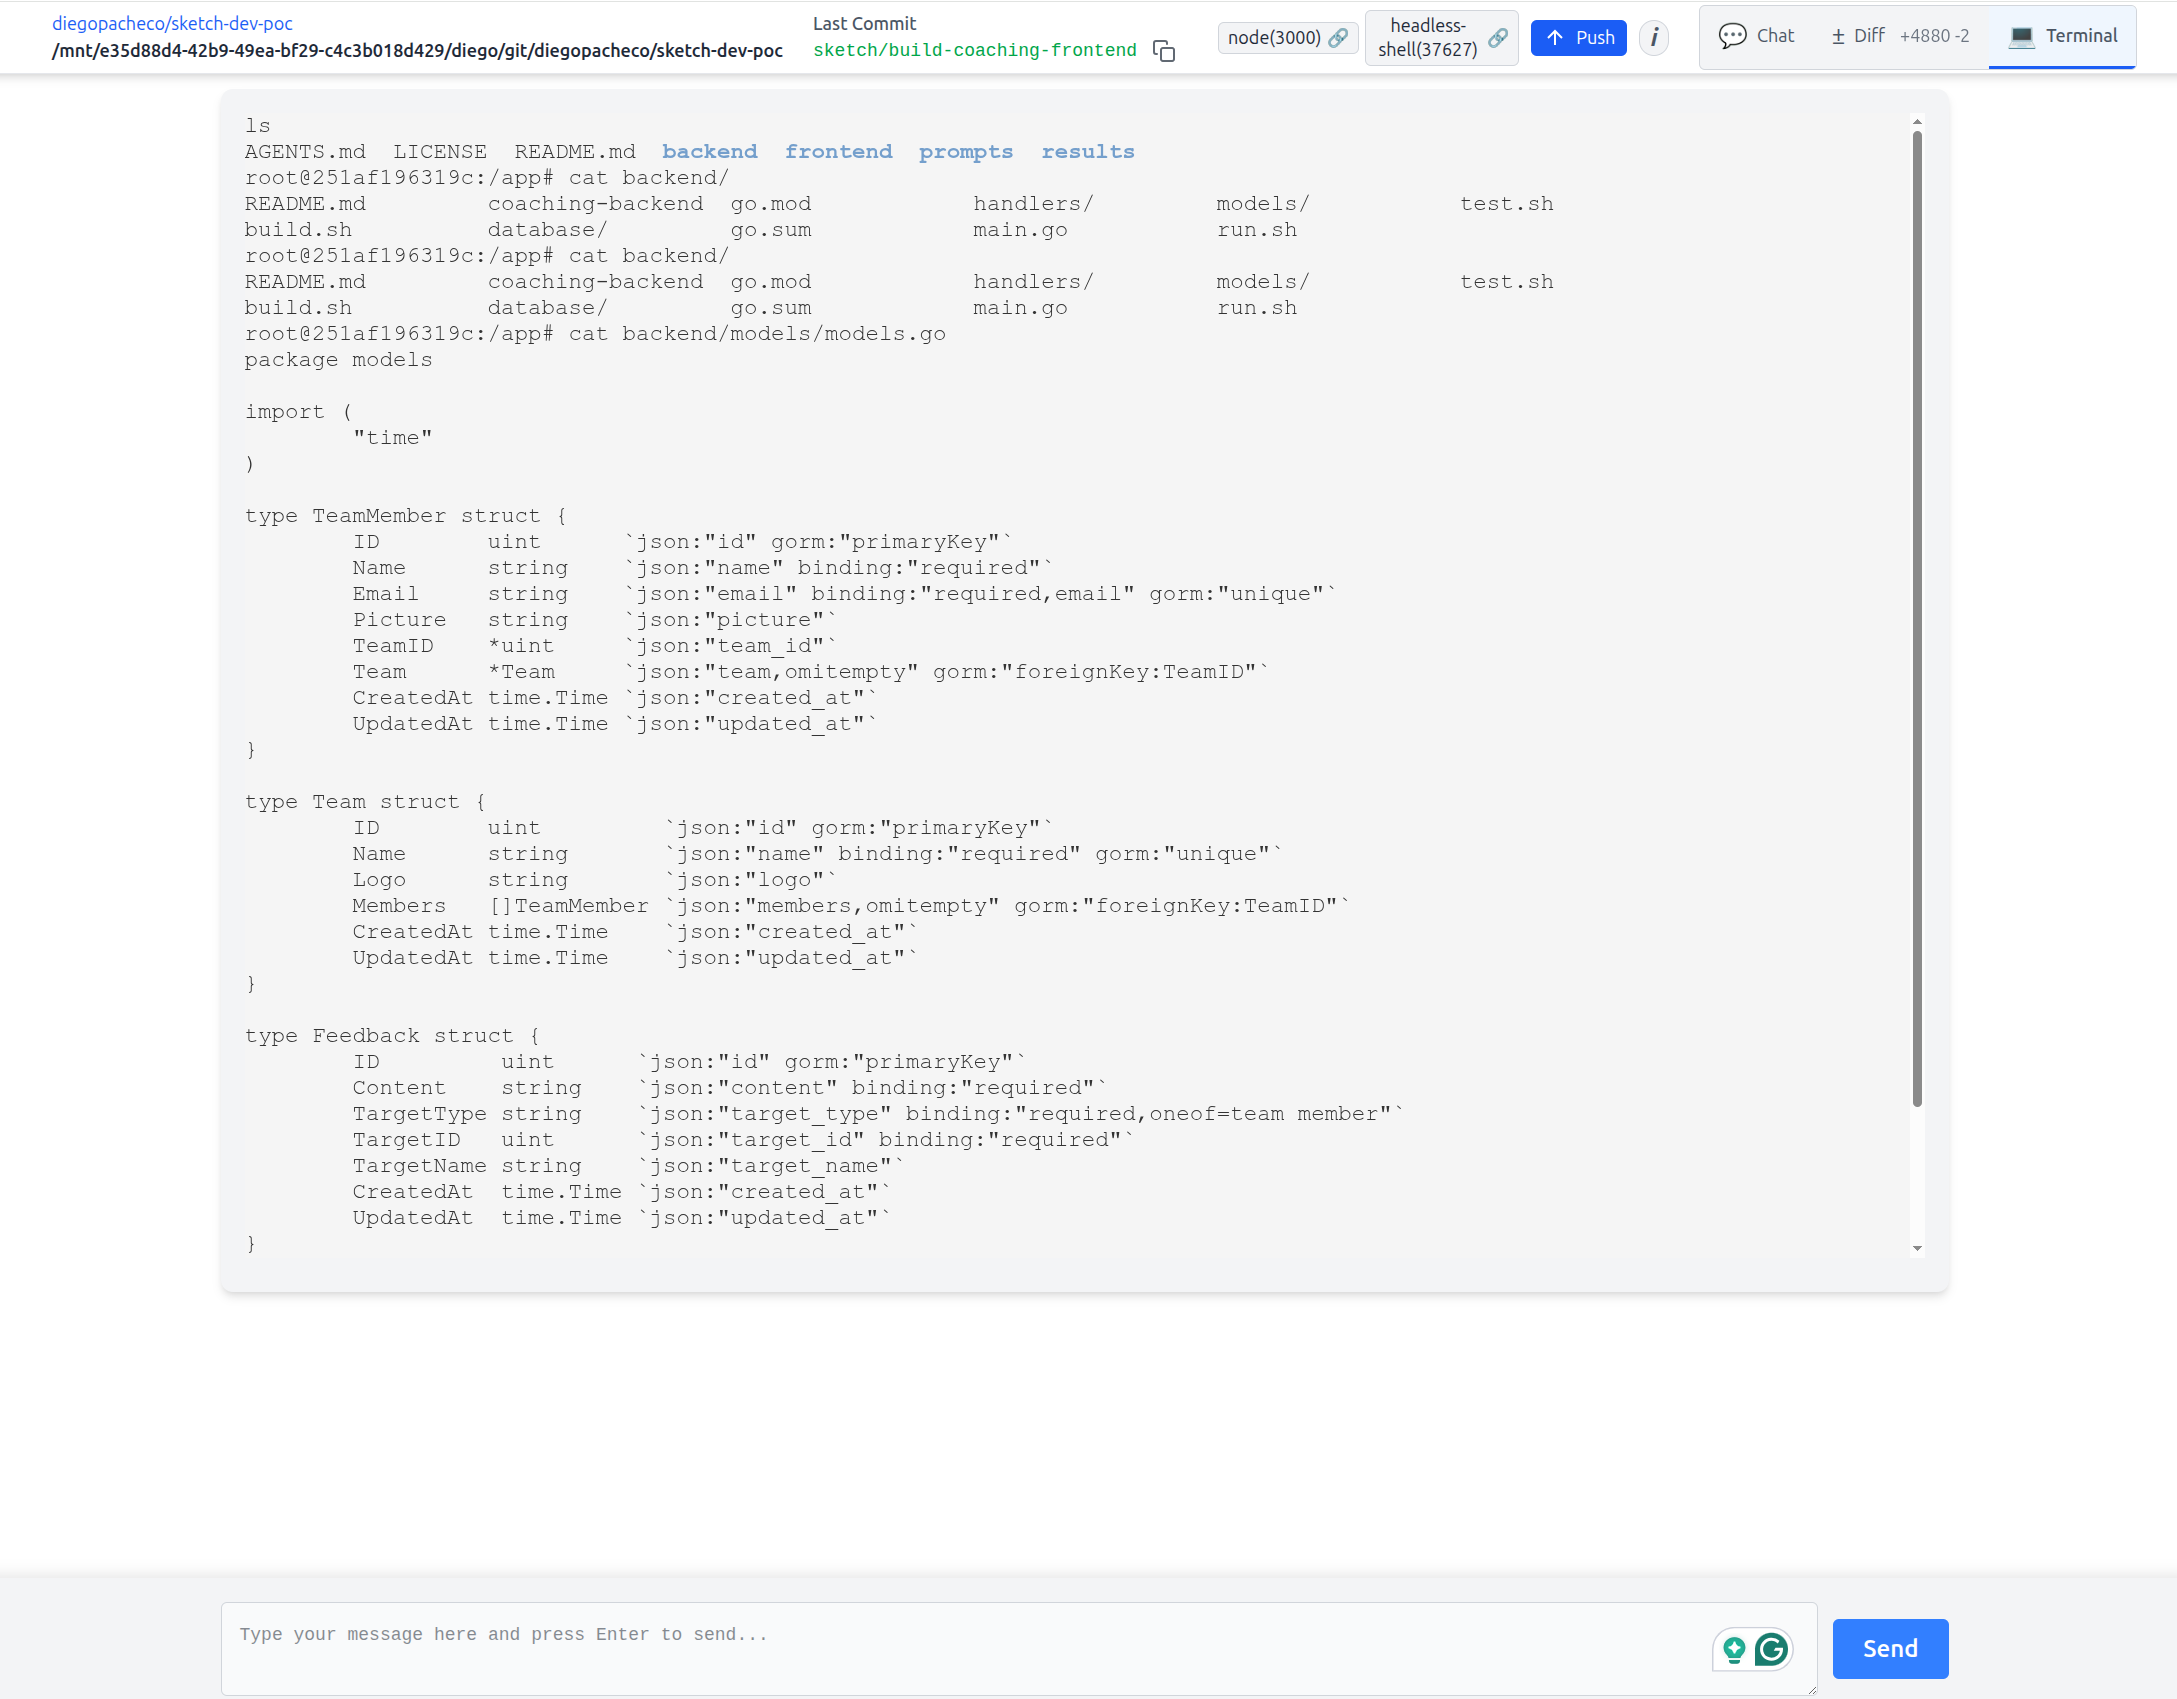 diegopacheco/sketch-dev-poc
/mnt/e35d88d4-42b9-49ea-bf29-c4c3b018d429/diego/git/diegopacheco/sketch-dev-poc
Last Commit
sketch/build-coaching-frontend
node(3000)
headless-
shell(37627)
Push
i
Chat
± Diff +4880 -2
Terminal
ls
AGENTS.md  LICENSE  README.md  backend  frontend  prompts  results
root@251af196319c:/app# cat backend/
README.md         coaching-backend  go.mod            handlers/         models/           test.sh
build.sh          database/         go.sum            main.go           run.sh
root@251af196319c:/app# cat backend/
README.md         coaching-backend  go.mod            handlers/         models/           test.sh
build.sh          database/         go.sum            main.go           run.sh
root@251af196319c:/app# cat backend/models/models.go
package models
import (
        "time"
)
type TeamMember struct {
        ID        uint      `json:"id" gorm:"primaryKey"`
        Name      string    `json:"name" binding:"required"`
        Email     string    `json:"email" binding:"required,email" gorm:"unique"`
        Picture   string    `json:"picture"`
        TeamID    *uint     `json:"team_id"`
        Team      *Team     `json:"team,omitempty" gorm:"foreignKey:TeamID"`
        CreatedAt time.Time `json:"created_at"`
        UpdatedAt time.Time `json:"updated_at"`
}
type Team struct {
        ID        uint         `json:"id" gorm:"primaryKey"`
        Name      string       `json:"name" binding:"required" gorm:"unique"`
        Logo      string       `json:"logo"`
        Members   []TeamMember `json:"members,omitempty" gorm:"foreignKey:TeamID"`
        CreatedAt time.Time    `json:"created_at"`
        UpdatedAt time.Time    `json:"updated_at"`
}
type Feedback struct {
        ID         uint      `json:"id" gorm:"primaryKey"`
        Content    string    `json:"content" binding:"required"`
        TargetType string    `json:"target_type" binding:"required,oneof=team member"`
        TargetID   uint      `json:"target_id" binding:"required"`
        TargetName string    `json:"target_name"`
        CreatedAt  time.Time `json:"created_at"`
        UpdatedAt  time.Time `json:"updated_at"`
}
Type your message here and press Enter to send...
Send